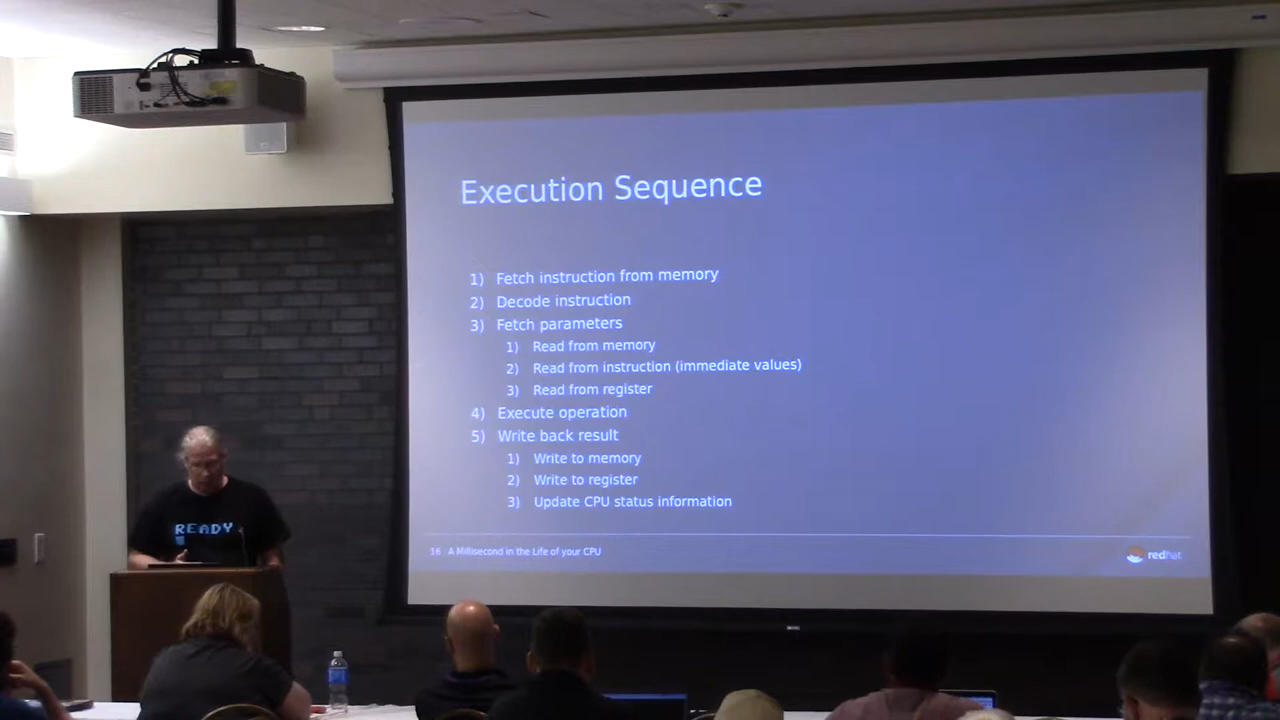 Execution Sequence
1) Fetch instruction from memory
2) Decode instruction
3) Fetch parameters
1) Read from memory
2) Read from instruction (immediate values)
3) Read from register
4) Execute operation
5) Write back result
1) Write to memory
2) Write to register
3) Update CPU status information
16 A Millisecond in the Life of your CPU
redhat
READY